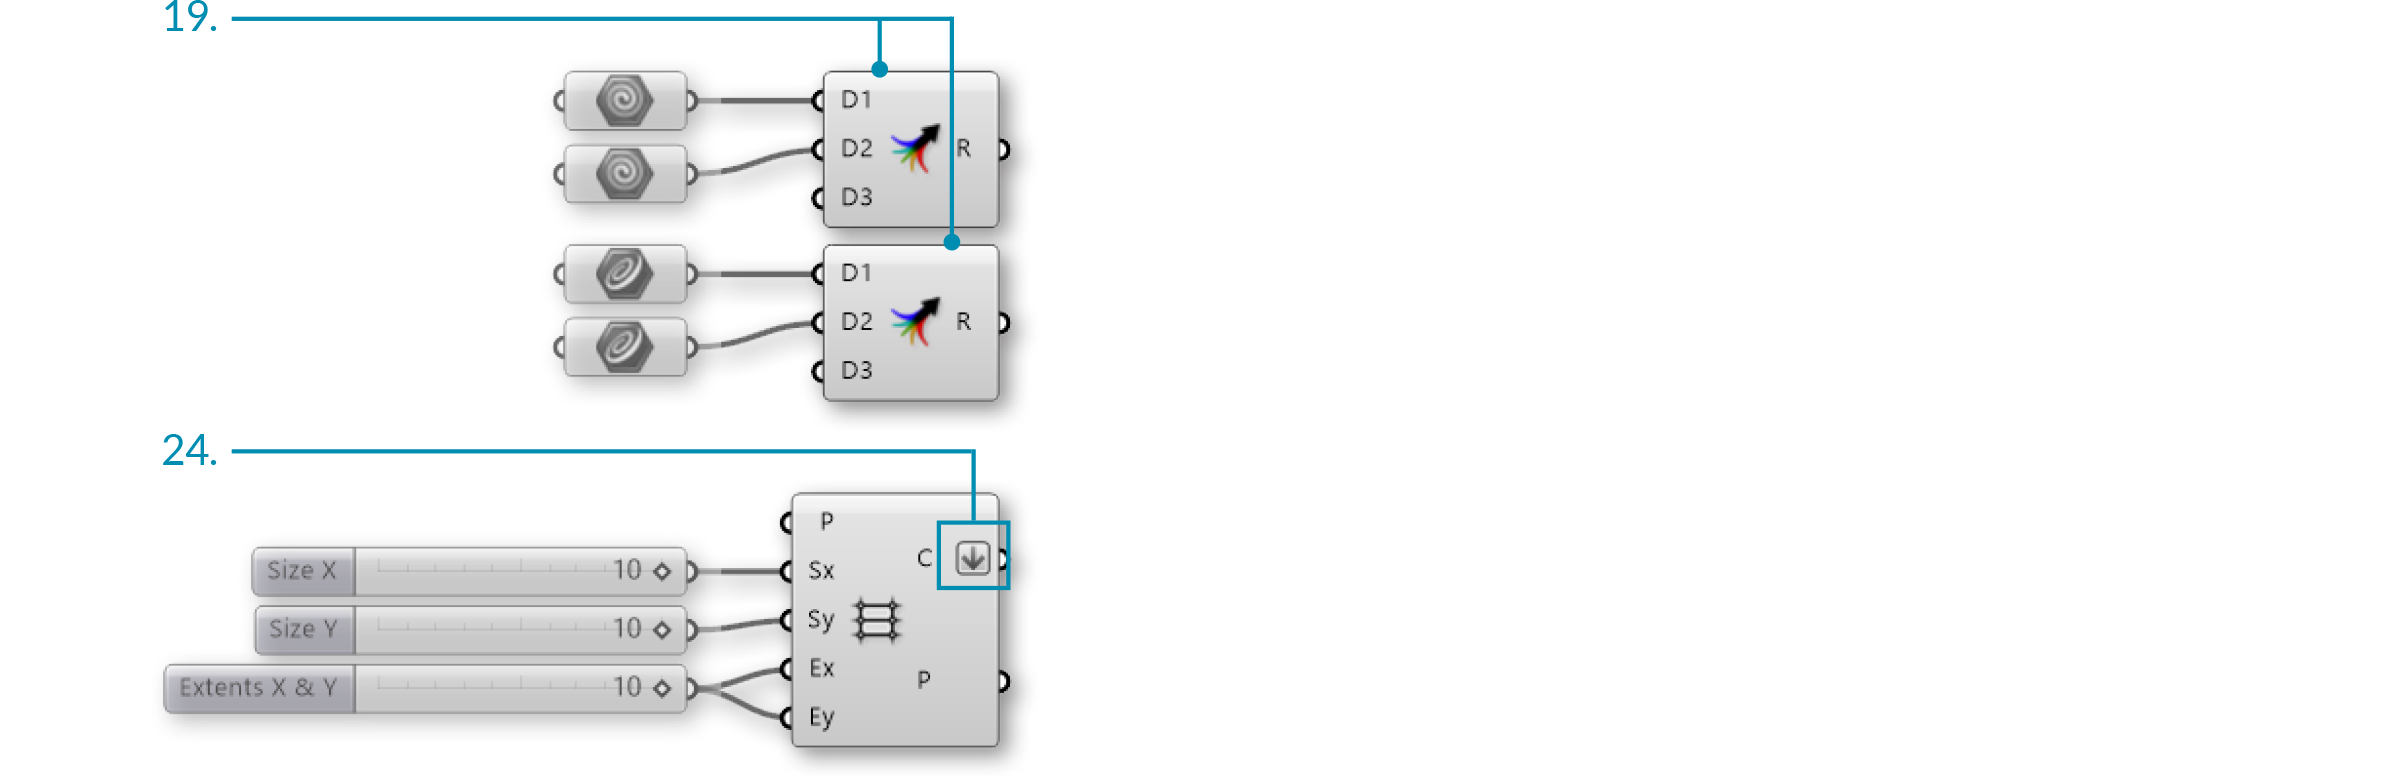 19.
D1
D2 R
D3
D1
D2 R
D3
24.
P
C
Size X 10 Sx
Size Y 10 Sy
Extents X & Y 10 Ex
P
Ey